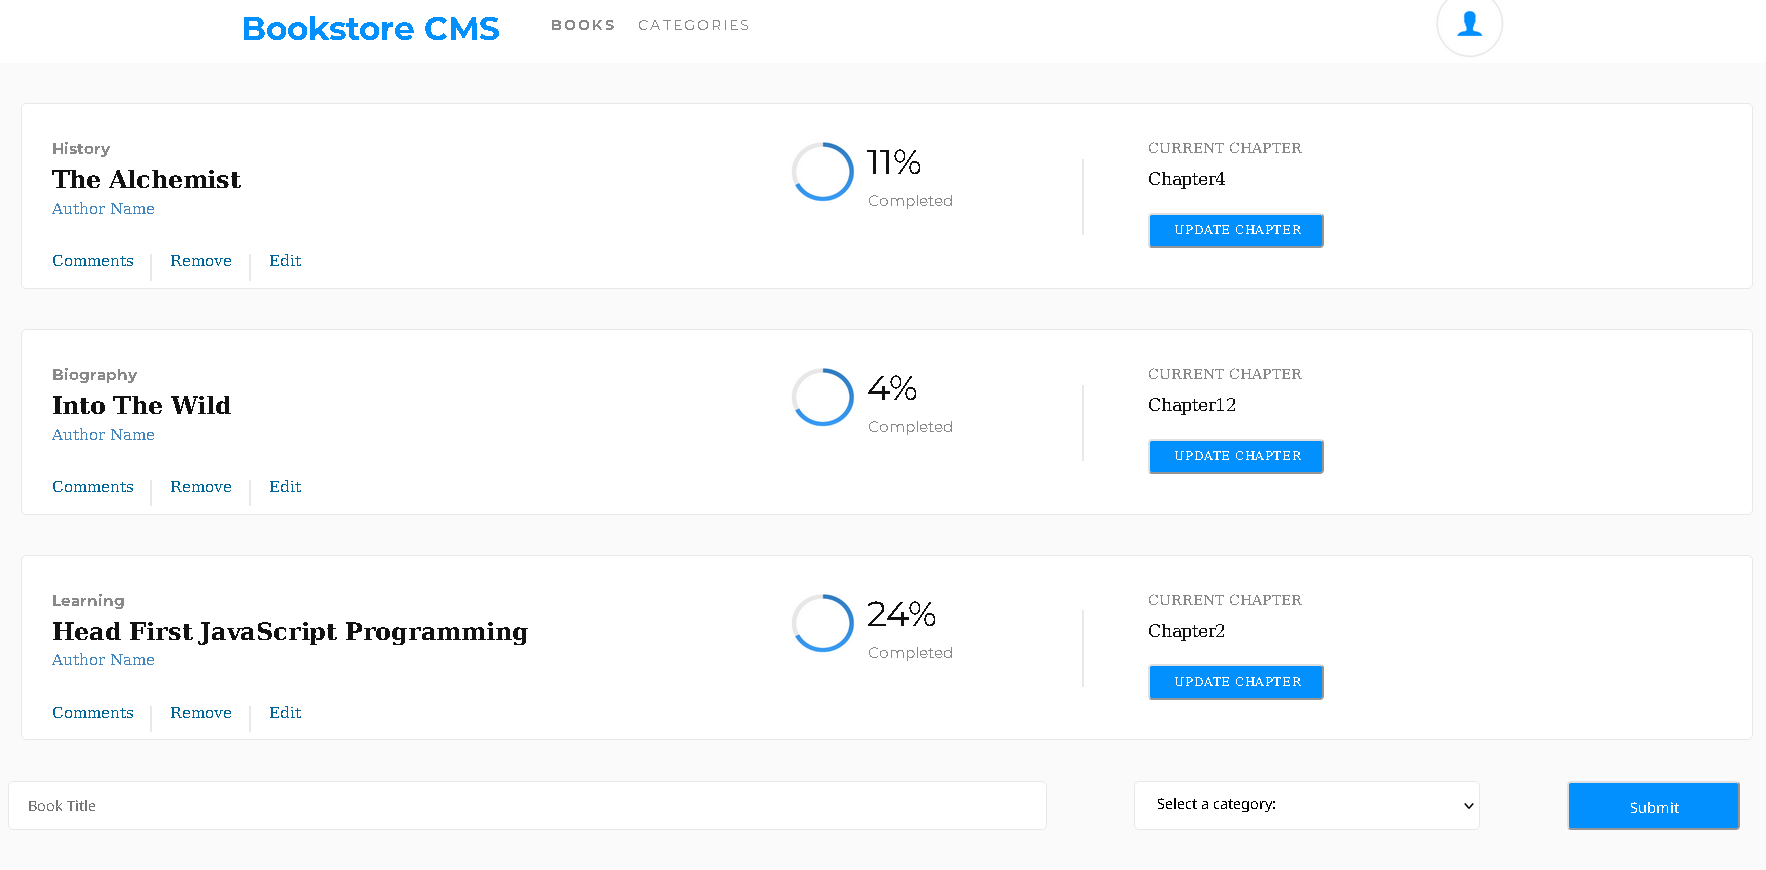 Bookstore CMS
BOOKS
CATEGORIES
History
The Alchemist
Author Name
Comments
Remove
Edit
11%
Completed
CURRENT CHAPTER
Chapter4
UPDATE CHAPTER
Biography
Into The Wild
Author Name
Comments
Remove
Edit
4%
Completed
CURRENT CHAPTER
Chapter12
UPDATE CHAPTER
Learning
Head First JavaScript Programming
Author Name
Comments
Remove
Edit
24%
Completed
CURRENT CHAPTER
Chapter2
UPDATE CHAPTER
Book Title
Select a category:
Submit